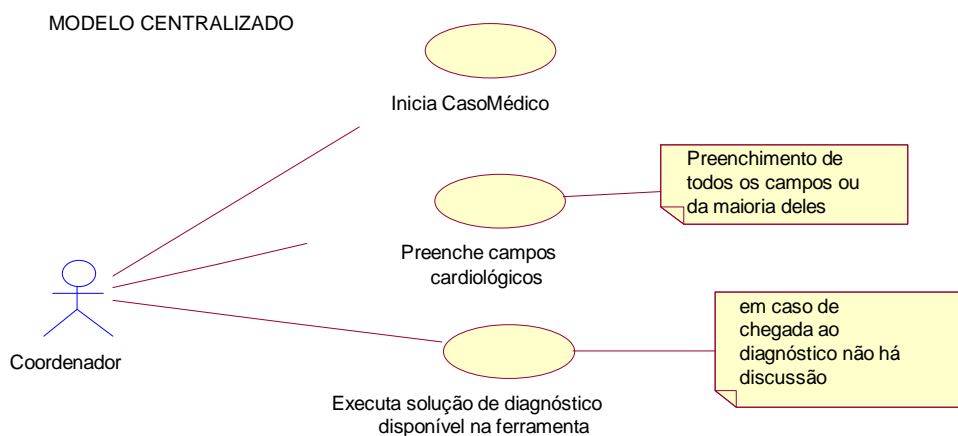 MODELO CENTRALIZADO
Inicia CasoMédico
Preenchimento de
todos os campos ou
da maioria deles
Preenche campos
cardiológicos
Coordenador
em caso de
chegada ao
diagnóstico não há
discussão
Executa solução de diagnóstico
disponível na ferramenta